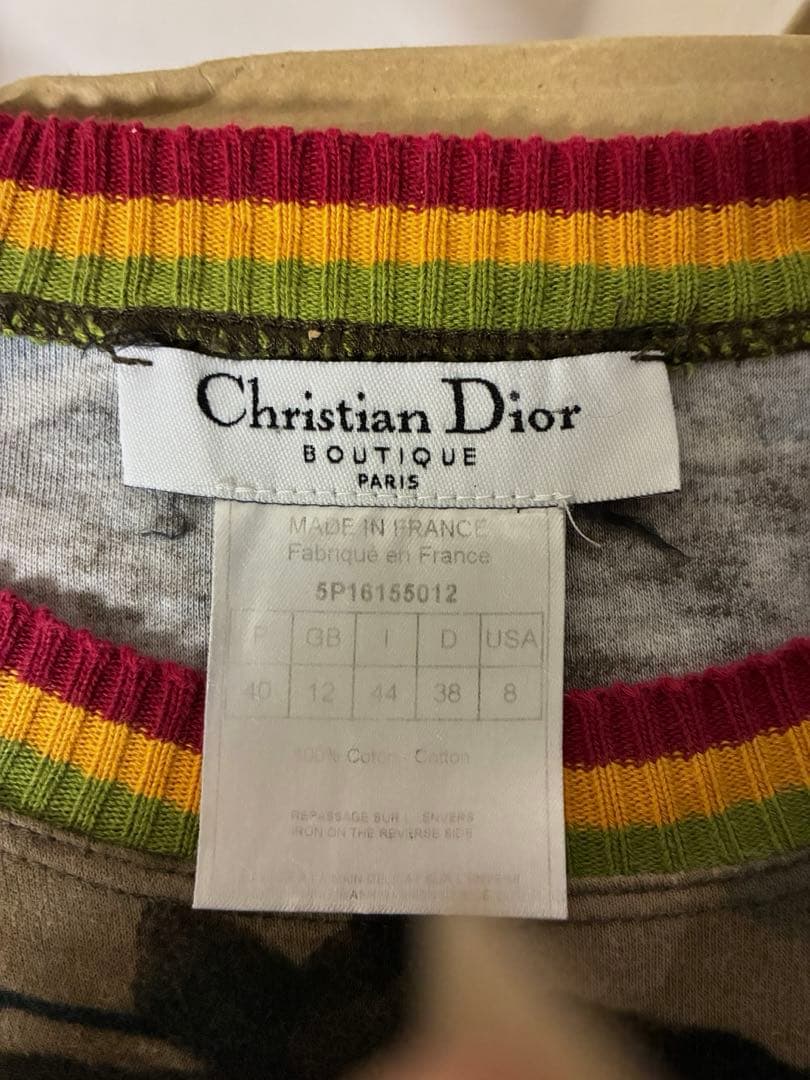 Christian Dior
BOUTIQUE
PARIS
MADE IN FRANCE
Fabriqué en France
5P16155012
F GB I D USA
40 12 44 38 8
100% Coton - Cotton
REPASSAGE SUR L'ENVERS
IRON ON THE REVERSE SIDE